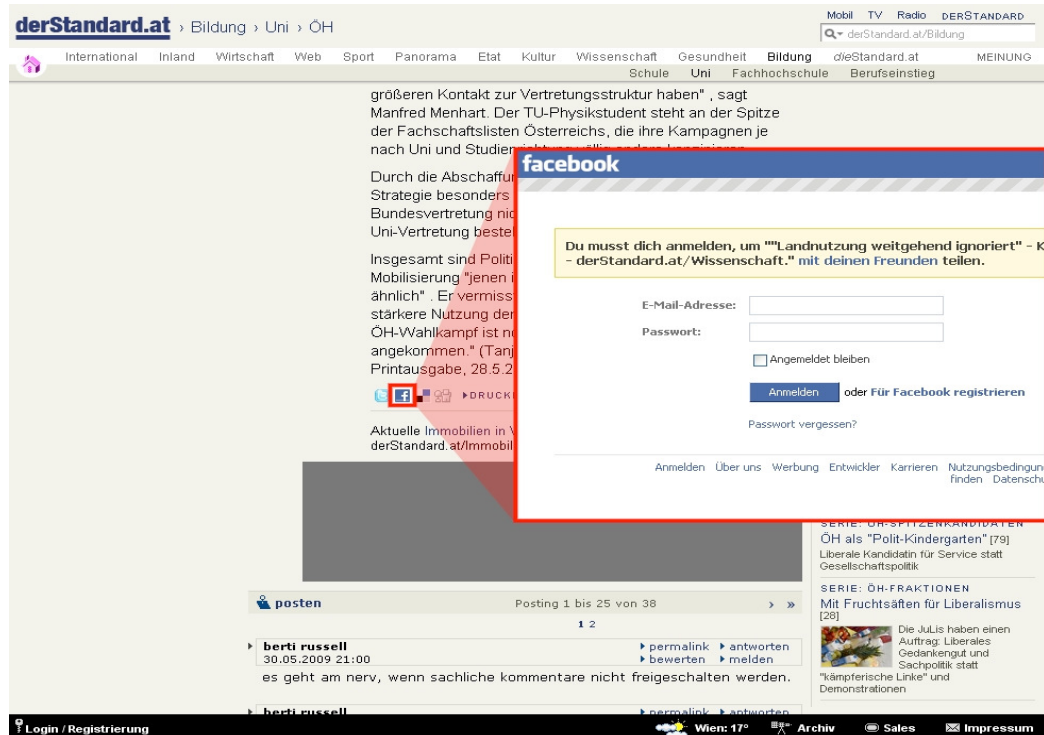 derStandard.at › Bildung › Uni › ÖH
Mobil TV Radio DERSTANDARD
derStandard.at/Bildung
International Inland Wirtschaft Web Sport Panorama Etat Kultur Wissenschaft Gesundheit Bildung dieStandard.at MEINUNG
Schule Uni Fachhochschule Berufseinstieg
größeren Kontakt zur Vertretungsstruktur haben" , sagt
Manfred Menhart. Der TU-Physikstudent steht an der Spitze
der Fachschaftslisten Österreichs, die ihre Kampagnen je
nach Uni und
Durch die Abschaffu
Strategie besonders
Bundesvertretung nic
Uni-Vertretung beste
Insgesamt sind Politi
Mobilisierung "jenen i
ähnlich" . Er vermiss
stärkere Nutzung der
ÖH-Wahlkampf ist n
angekommen." (Tanj
Printausgabe, 28.5.2
DRUCK
Aktuelle Immobilien in
derStandard.at/Immobil
facebook
Du musst dich anmelden, um ""Landnutzung weitgehend ignoriert" - K
- derStandard.at/Wissenschaft." mit deinen Freunden teilen.
E-Mail-Adresse:
Passwort:
Angemeldet bleiben
Anmelden oder Für Facebook registrieren
Passwort vergessen?
Anmelden Über uns Werbung Entwickler Karrieren Nutzungsbedingun
finden Datenschu
SERIE: ÖH-SPITZENKANDIDATEN
ÖH als "Polit-Kindergarten" [79]
Liberale Kandidatin für Service statt
Gesellschaftspolitik
SERIE: ÖH-FRAKTIONEN
Mit Fruchtsäften für Liberalismus
[28]
Die JuLis haben einen
Auftrag: Liberales
Gedankengut und
Sachpolitik statt
"kämpferische Linke" und
Demonstrationen
posten Posting 1 bis 25 von 38 › »
1 2
berti russell permalink antworten
30.05.2009 21:00 bewerten melden
es geht am nerv, wenn sachliche kommentare nicht freigeschalten werden.
berti russell permalink antworten
Login / Registrierung Wien: 17° Archiv Sales Impressum